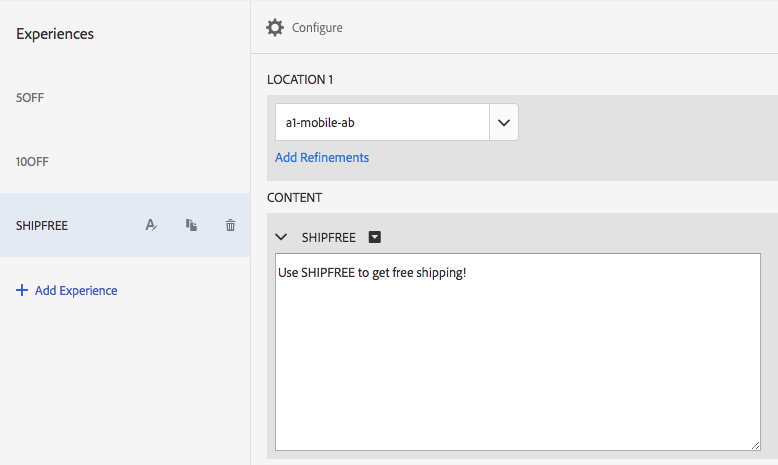 Experiences
5OFF
10OFF
SHIPFREE
Add Experience
Configure
LOCATION 1
a1-mobile-ab
Add Refinements
CONTENT
SHIPFREE
Use SHIPFREE to get free shipping!